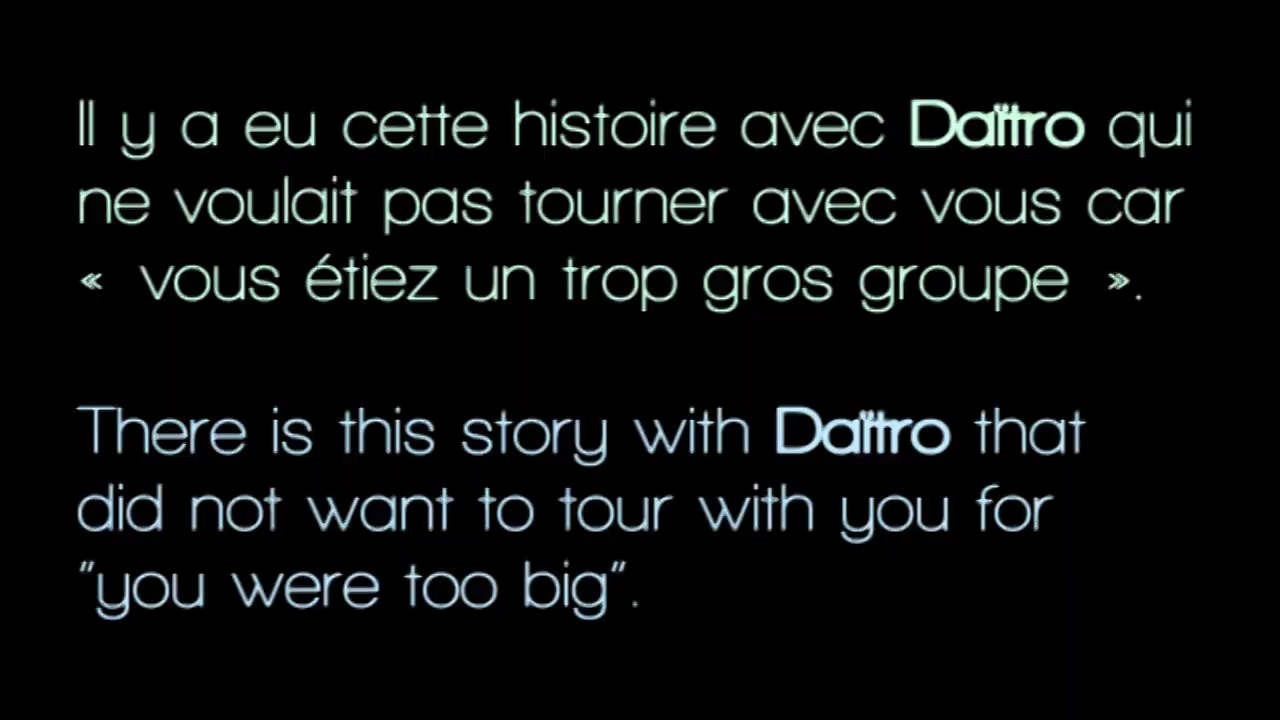 Il y a eu cette histoire avec Daïtro qui
ne voulait pas tourner avec vous car
« vous étiez un trop gros groupe ».
There is this story with Daïtro that
did not want to tour with you for
"you were too big".